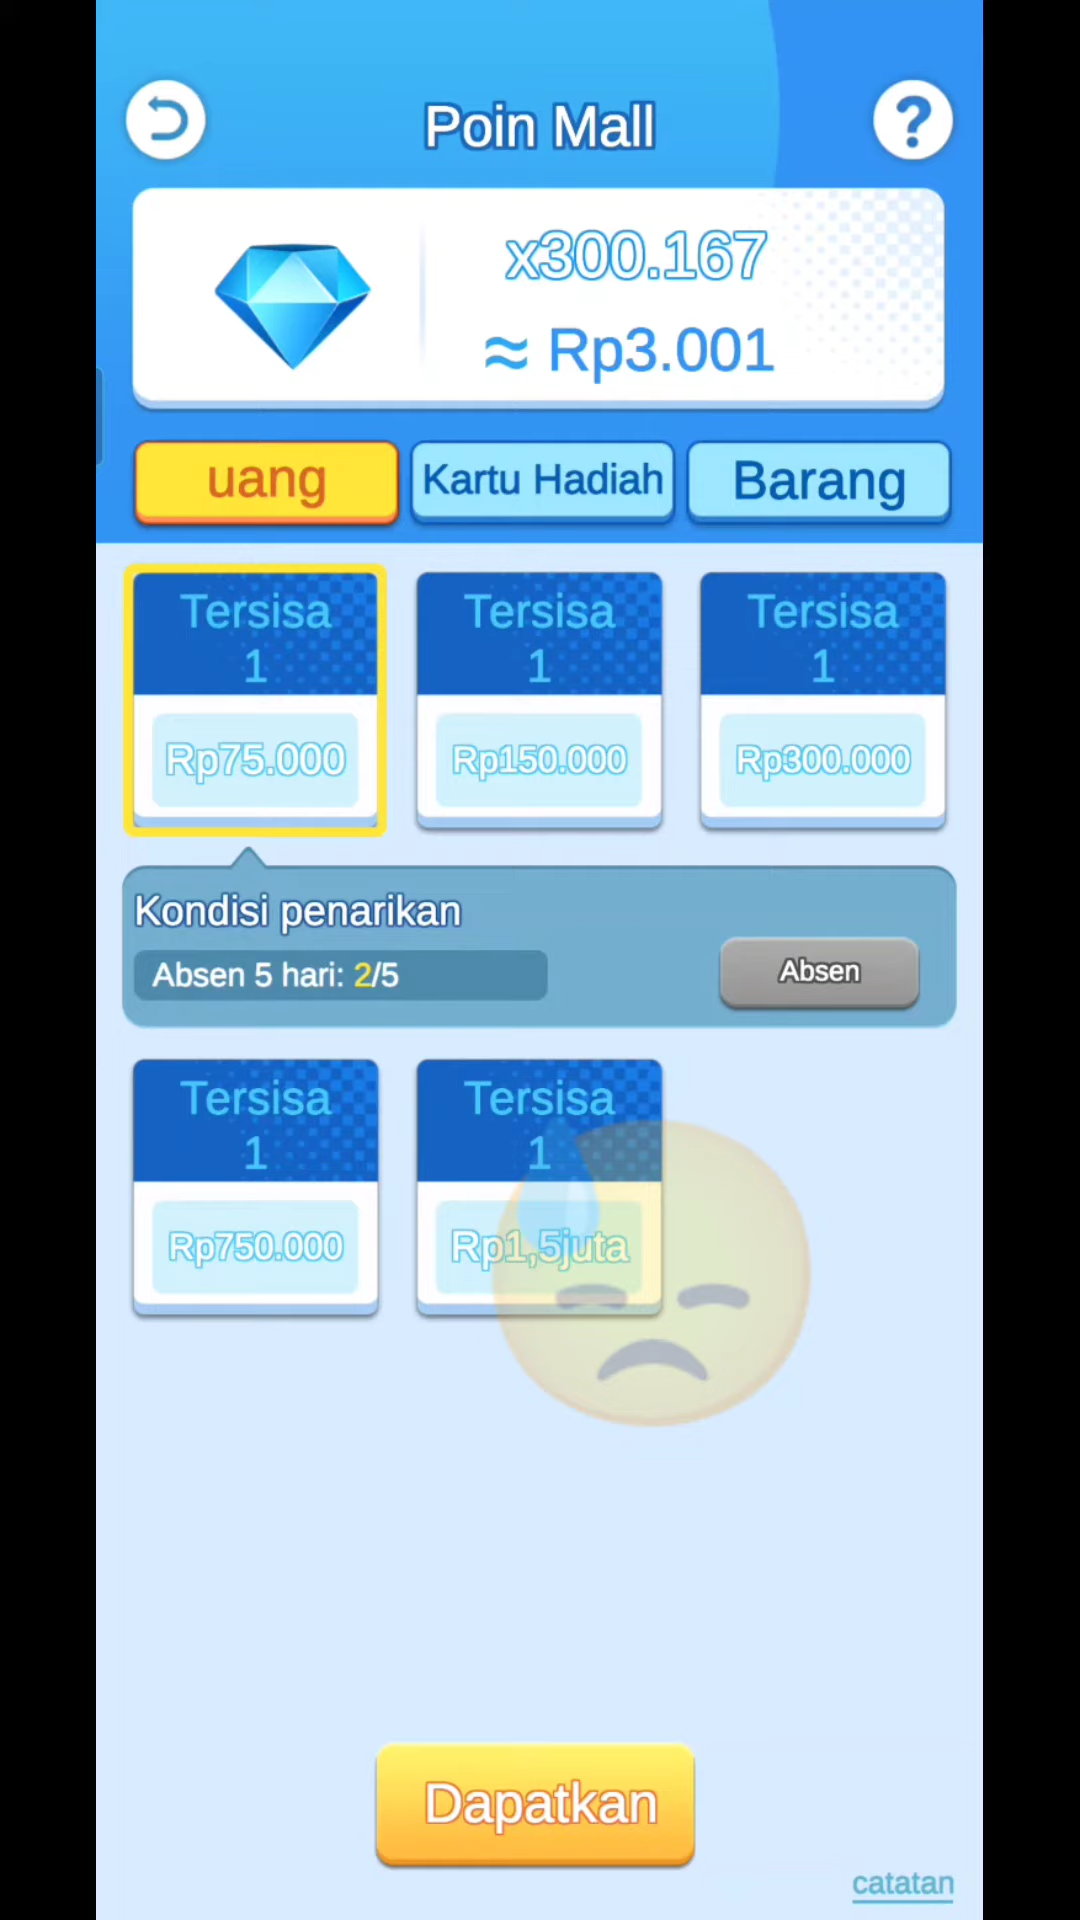 Poin Mall
x300.167
≈ Rp3.001
uang
Kartu Hadiah
Barang
Tersisa
1
Rp75.000
Tersisa
1
Rp150.000
Tersisa
1
Rp300.000
Kondisi penarikan
Absen 5 hari: 2/5
Absen
Tersisa
1
Rp750.000
Tersisa
1
Rp1,5juta
Dapatkan
catatan